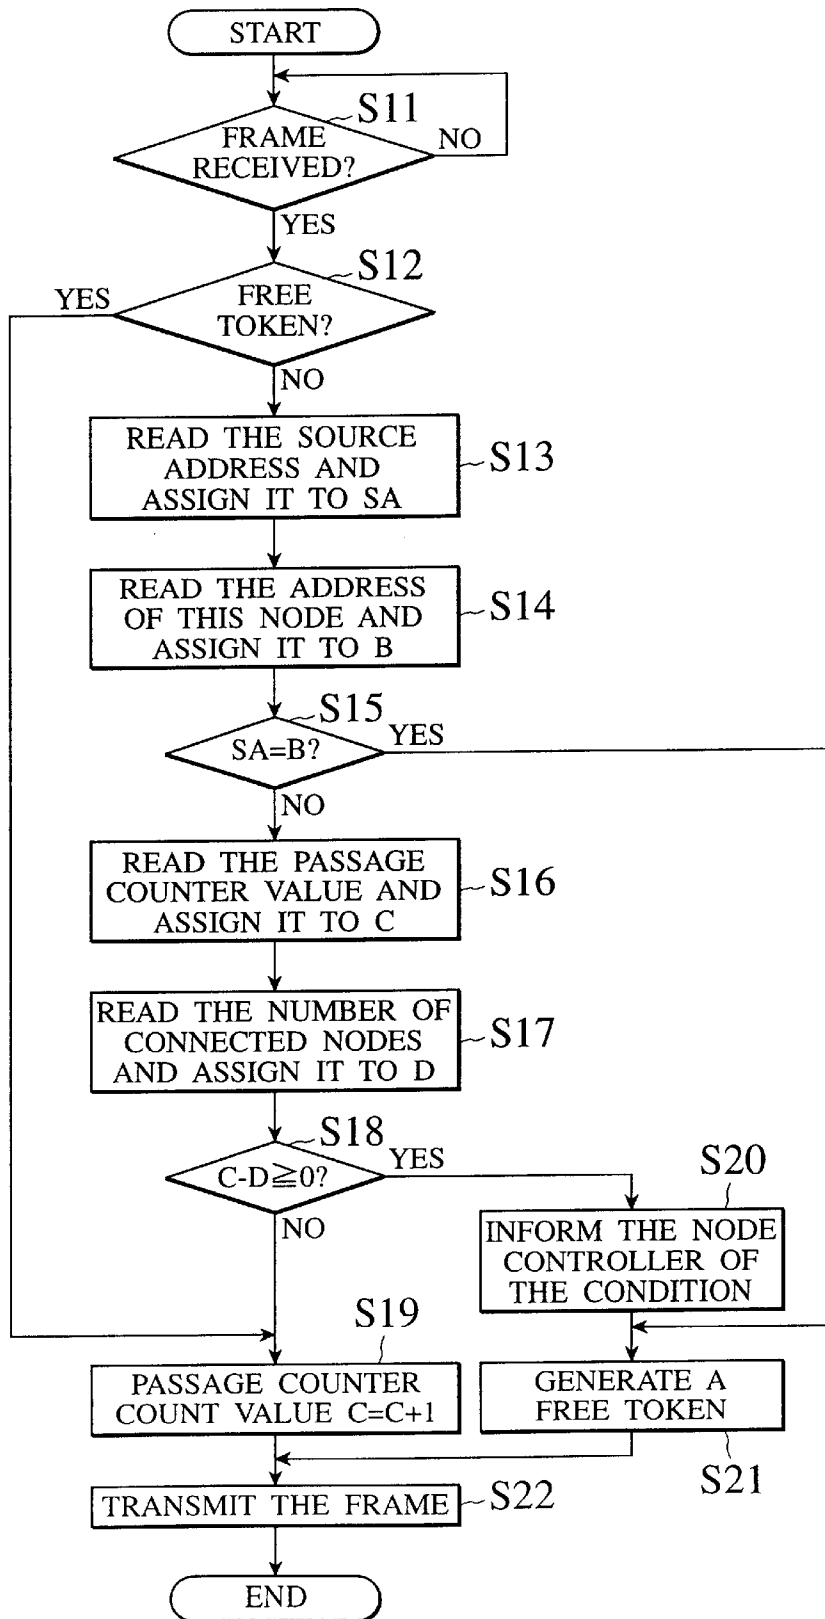 START
S11
FRAME
RECEIVED?
NO
YES
S12
YES
FREE
TOKEN?
NO
READ THE SOURCE
ADDRESS AND
ASSIGN IT TO SA
S13
READ THE ADDRESS
OF THIS NODE AND
ASSIGN IT TO B
S14
S15
SA=B?
YES
NO
READ THE PASSAGE
COUNTER VALUE AND
ASSIGN IT TO C
S16
READ THE NUMBER OF
CONNECTED NODES
AND ASSIGN IT TO D
S17
S18
C-D≧0?
YES
NO
S20
INFORM THE NODE
CONTROLLER OF
THE CONDITION
S19
PASSAGE COUNTER
COUNT VALUE C=C+1
GENERATE A
FREE TOKEN
S21
TRANSMIT THE FRAME
S22
END